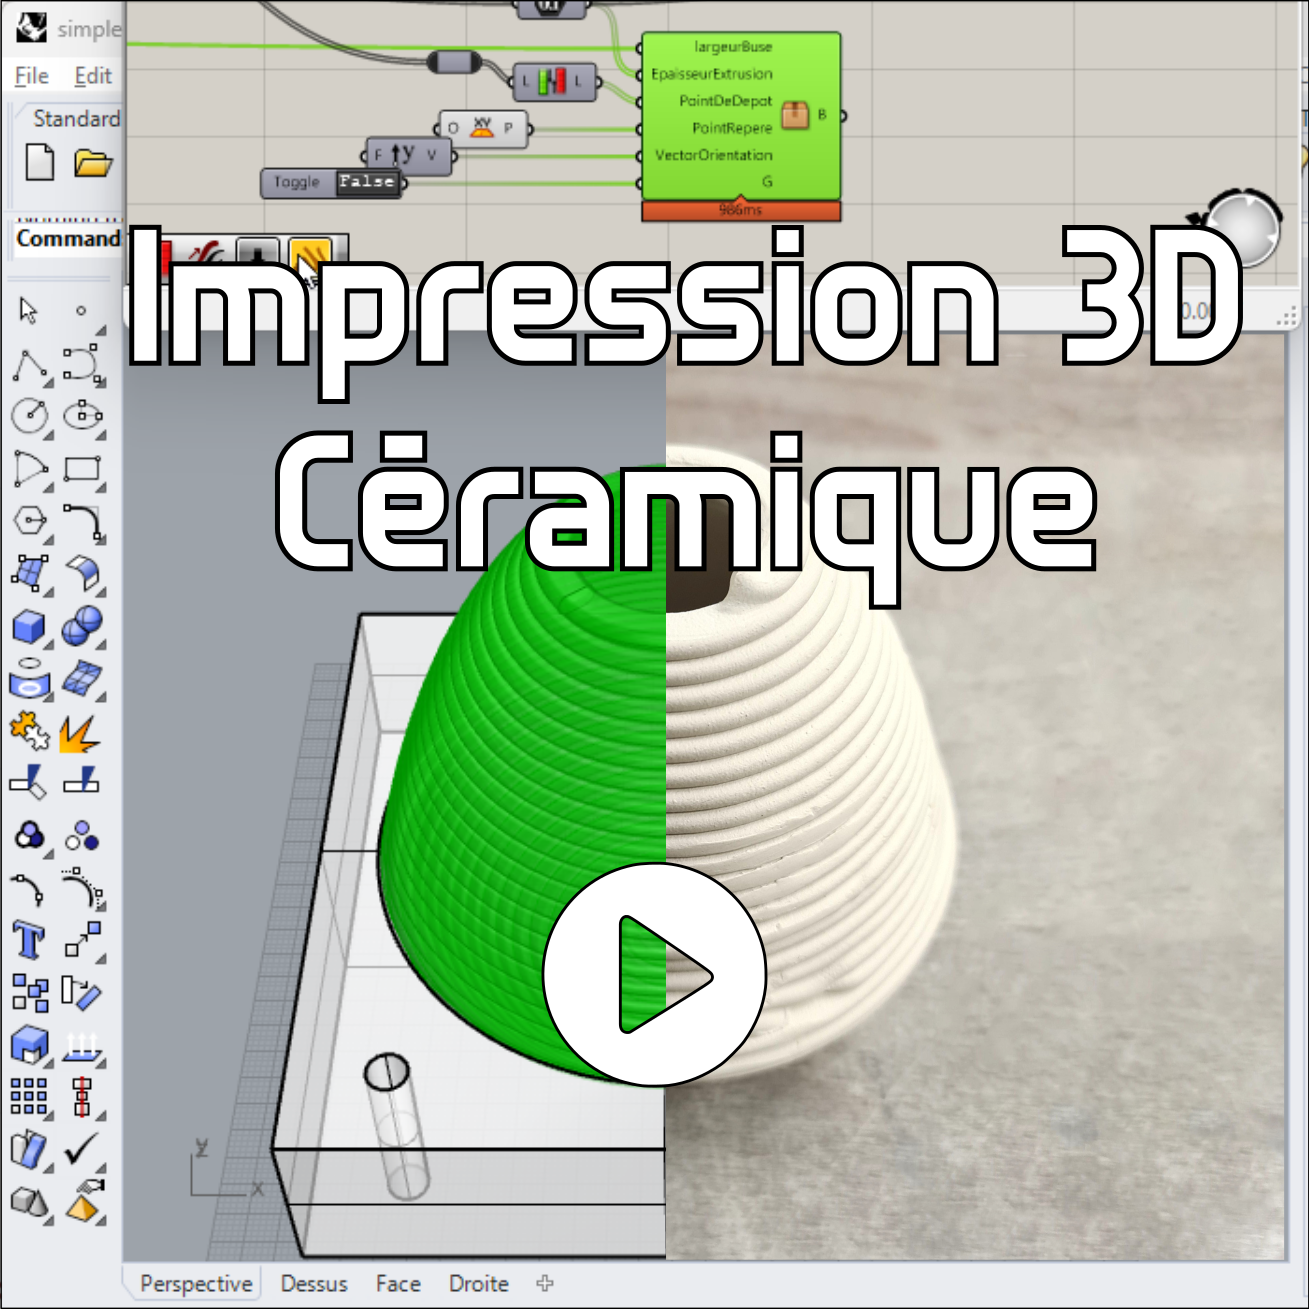 simple
File Edit
Standard
Command
largeurBuse
EpaisseurExtrusion
PointDeDepot
PointRepere
VectorOrientation
G
B
986ms
L L
O XY P
F y V
Toggle False
Impression 3D
Céramique
y
x
Perspective Dessus Face Droite